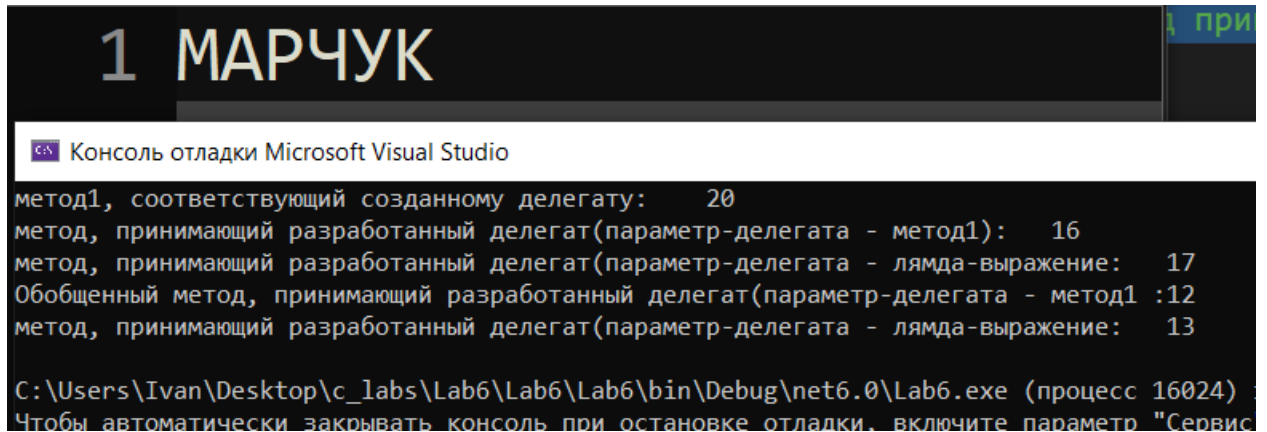 1 МАРЧУК
при
Консоль отладки Microsoft Visual Studio
метод1, соответствующий созданному делегату: 20
метод, принимающий разработанный делегат(параметр-делегата - метод1): 16
метод, принимающий разработанный делегат(параметр-делегата - лямда-выражение: 17
Обобщенный метод, принимающий разработанный делегат(параметр-делегата - метод1 :12
метод, принимающий разработанный делегат(параметр-делегата - лямда-выражение: 13
C:\Users\Ivan\Desktop\c_labs\Lab6\Lab6\Lab6\bin\Debug\net6.0\Lab6.exe (процесс 16024)
Чтобы автоматически закрывать консоль при остановке отладки, включите параметр "Сервис